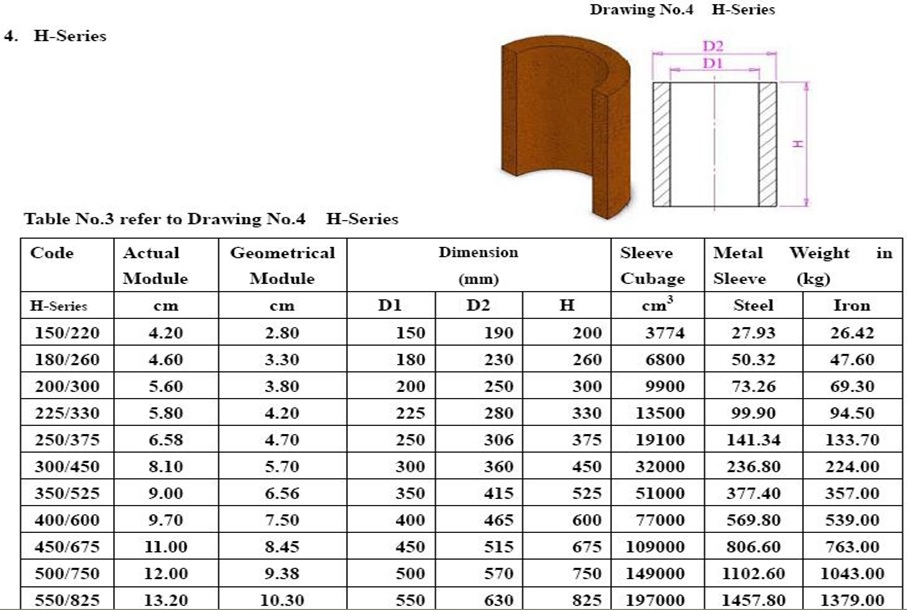 Drawing No.4 H-Series
4. H-Series
D2
D1
H
Table No.3 refer to Drawing No.4 H-Series
Code Actual Geometrical Dimension Sleeve Metal Weight in
Module Module (mm) Cubage Sleeve (kg)
H-Series cm cm D1 D2 H cm³ Steel Iron
150/220 4.20 2.80 150 190 200 3774 27.93 26.42
180/260 4.60 3.30 180 230 260 6800 50.32 47.60
200/300 5.60 3.80 200 250 300 9900 73.26 69.30
225/330 5.80 4.20 225 280 330 13500 99.90 94.50
250/375 6.58 4.70 250 306 375 19100 141.34 133.70
300/450 8.10 5.70 300 360 450 32000 236.80 224.00
350/525 9.00 6.56 350 415 525 51000 377.40 357.00
400/600 9.70 7.50 400 465 600 77000 569.80 539.00
450/675 11.00 8.45 450 515 675 109000 806.60 763.00
500/750 12.00 9.38 500 570 750 149000 1102.60 1043.00
550/825 13.20 10.30 550 630 825 197000 1457.80 1379.00